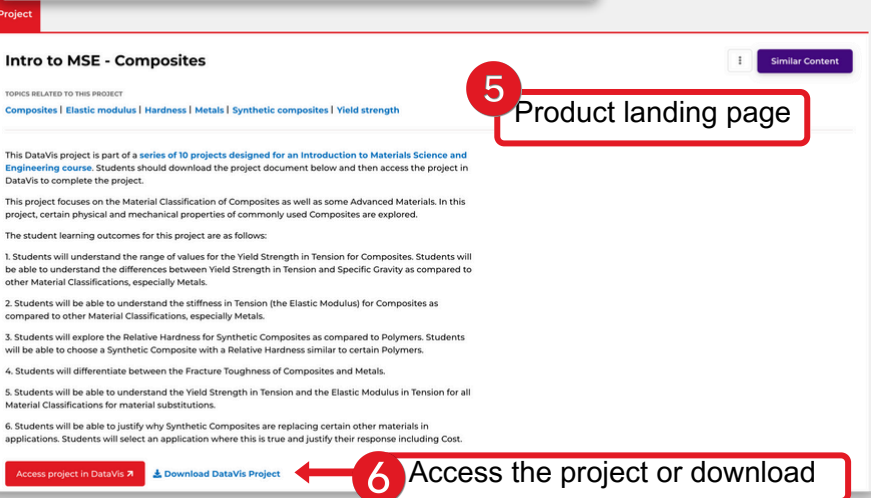 Project
Intro to MSE - Composites
Similar Content
5
Product landing page
TOPICS RELATED TO THIS PROJECT
Composites | Elastic modulus | Hardness | Metals | Synthetic composites | Yield strength
This DataVis project is part of a series of 10 projects designed for an Introduction to Materials Science and
Engineering course. Students should download the project document below and then access the project in
DataVis to complete the project.
This project focuses on the Material Classification of Composites as well as some Advanced Materials. In this
project, certain physical and mechanical properties of commonly used Composites are explored.
The student learning outcomes for this project are as follows:
1. Students will understand the range of values for the Yield Strength in Tension for Composites. Students will
be able to understand the differences between Yield Strength in Tension and Specific Gravity as compared to
other Material Classifications, especially Metals.
2. Students will be able to understand the stiffness in Tension (the Elastic Modulus) for Composites as
compared to other Material Classifications, especially Metals.
3. Students will explore the Relative Hardness for Synthetic Composites as compared to Polymers. Students
will be able to choose a Synthetic Composite with a Relative Hardness similar to certain Polymers.
4. Students will differentiate between the Fracture Toughness of Composites and Metals.
5. Students will be able to understand the Yield Strength in Tension and the Elastic Modulus in Tension for all
Material Classifications for material substitutions.
6. Students will be able to justify why Synthetic Composites are replacing certain other materials in
applications. Students will select an application where this is true and justify their response including Cost.
Access project in DataVis
Download DataVis Project
6
Access the project or download